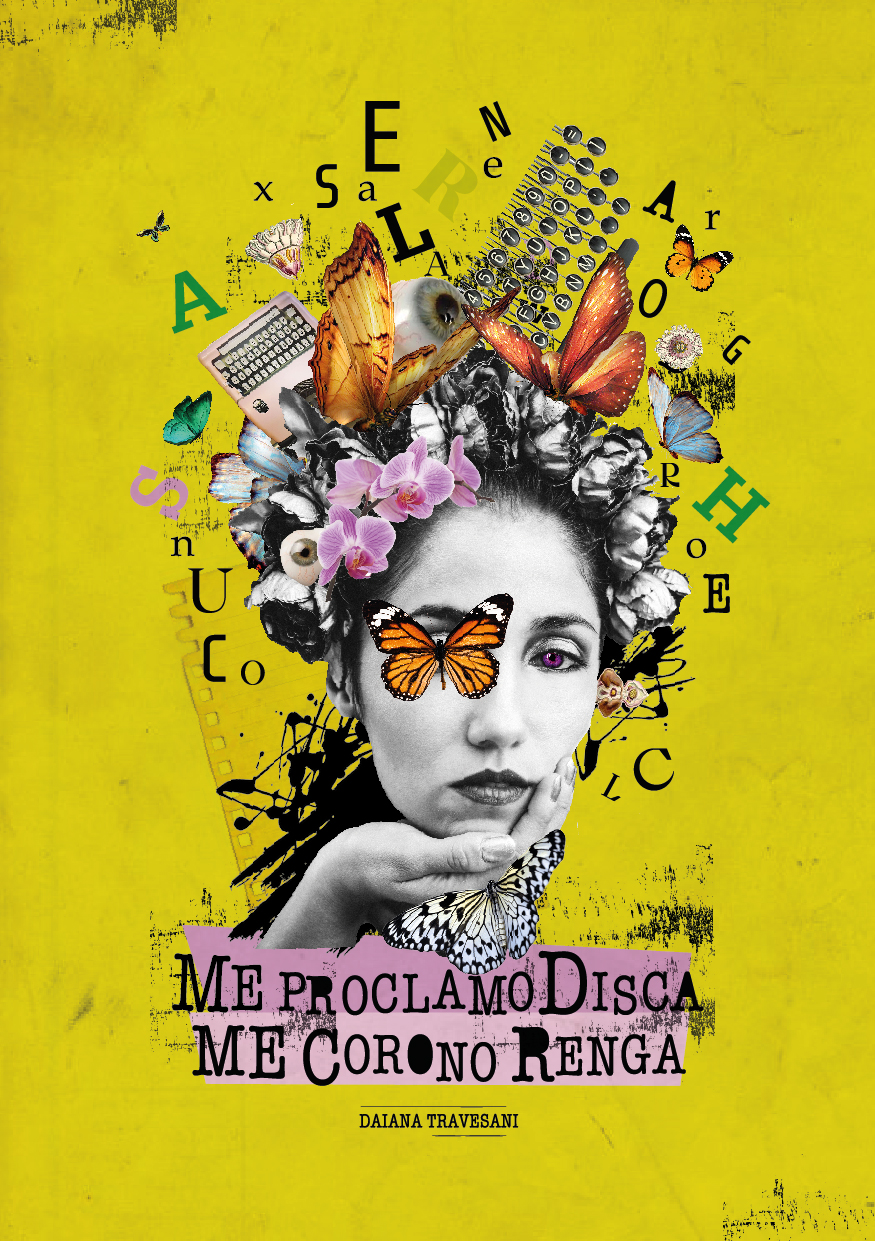 E
N
x
S
a
R
e
L
A
A
r
A
O
G
S
R
H
n
o
U
E
C
o
L
C
ME PROCLAMO DISCA
ME CORONO RENGA
DAIANA TRAVESANI